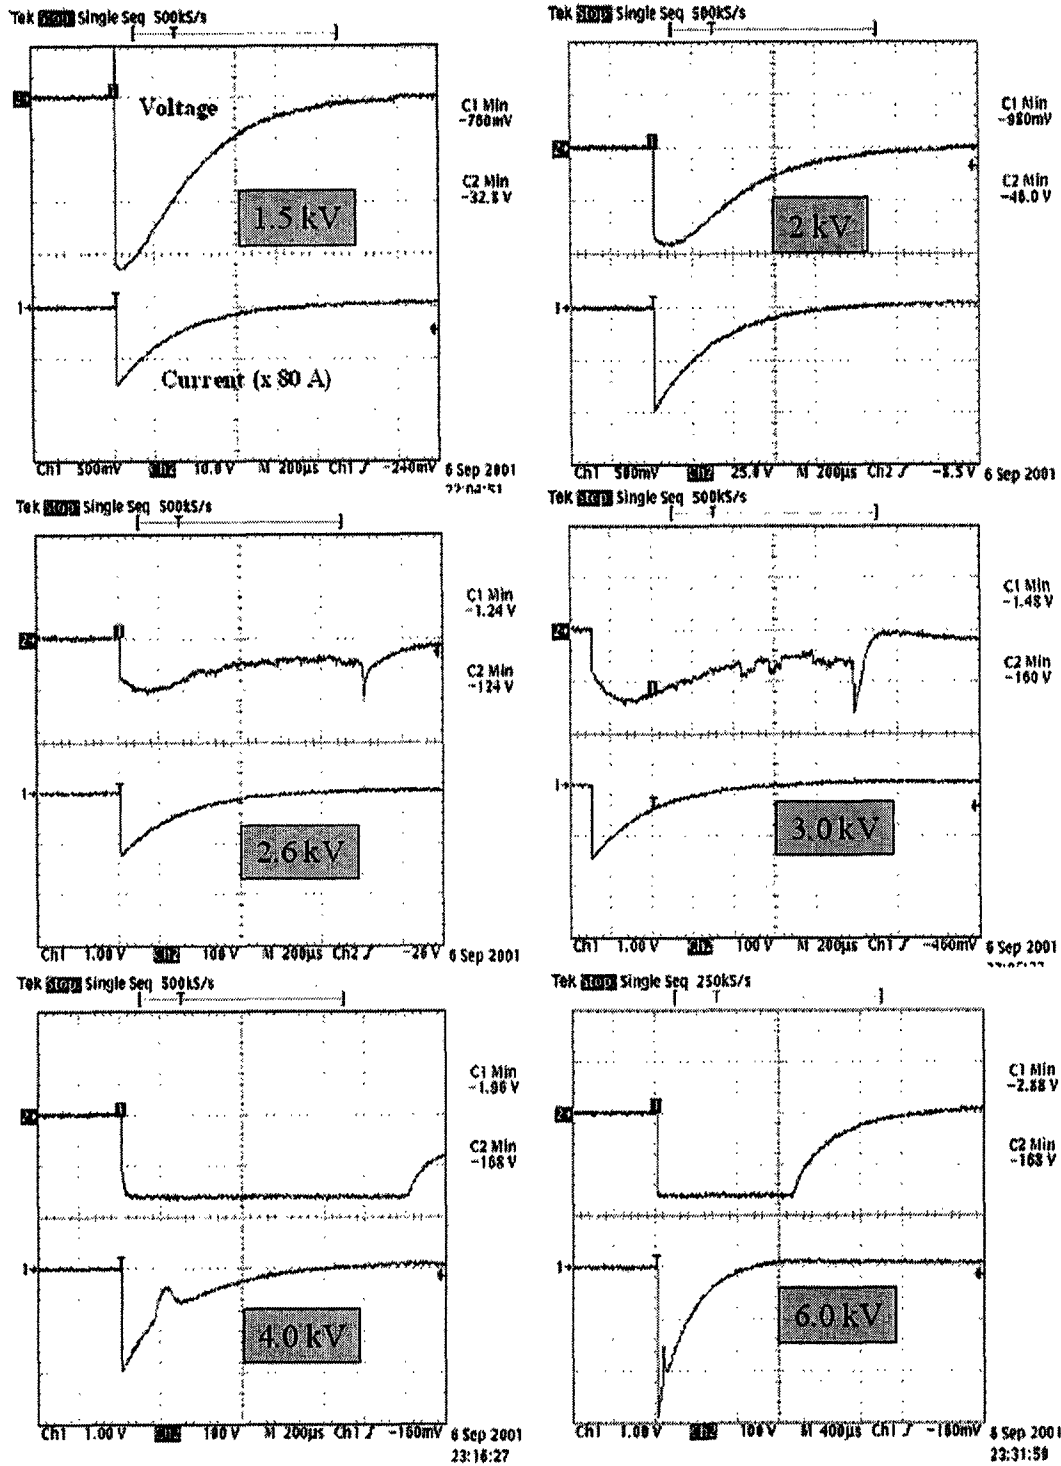 Tek Stop Single Seq 500kS/s
Voltage
C1 Min
-760mV
C2 Min
-32.8 V
1.5 kV
Current (x 80 A)
Ch1 500mV Ch2 10.0 V M 200µs Ch1 -240mV 6 Sep 2001
Tek Stop Single Seq 500kS/s
C1 Min
-980mV
C2 Min
-46.0 V
2 kV
Ch1 500mV Ch2 25.0 V M 200µs Ch2 -8.5 V 6 Sep 2001
Tek Stop Single Seq 500kS/s
C1 Min
-1.24 V
C2 Min
-124 V
2.6 kV
Ch1 1.00 V Ch2 100 V M 200µs Ch2 -26 V 6 Sep 2001
Tek Stop Single Seq 500kS/s
C1 Min
-1.48 V
C2 Min
-160 V
3.0 kV
Ch1 1.00 V Ch2 100 V M 200µs Ch1 -460mV 6 Sep 2001
Tek Stop Single Seq 500kS/s
C1 Min
-1.96 V
C2 Min
-168 V
4.0 kV
Ch1 1.00 V Ch2 100 V M 200µs Ch1 -160mV 6 Sep 2001
23:16:27
Tek Stop Single Seq 250kS/s
C1 Min
-2.88 V
C2 Min
-168 V
6.0 kV
Ch1 1.00 V Ch2 100 V M 400µs Ch1 -180mV 6 Sep 2001
23:31:50